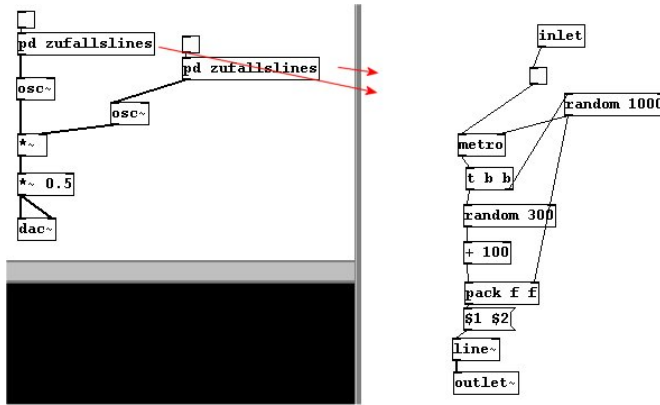 pd zufallslines
pd zufallslines
osc~
osc~
*~
*~ 0.5
dac~
inlet
random 1000
metro
t b b
random 300
+ 100
pack f f
$1 $2
line~
outlet~